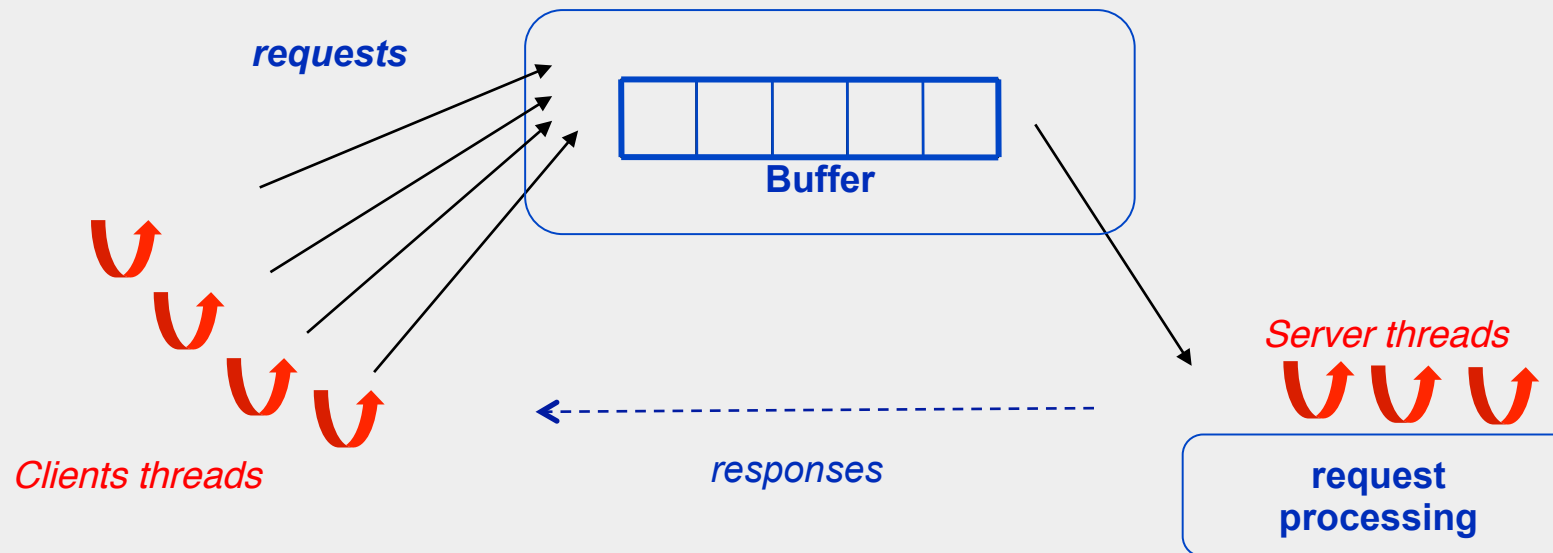 requests
Buffer
Server threads
Clients threads
responses
request
processing